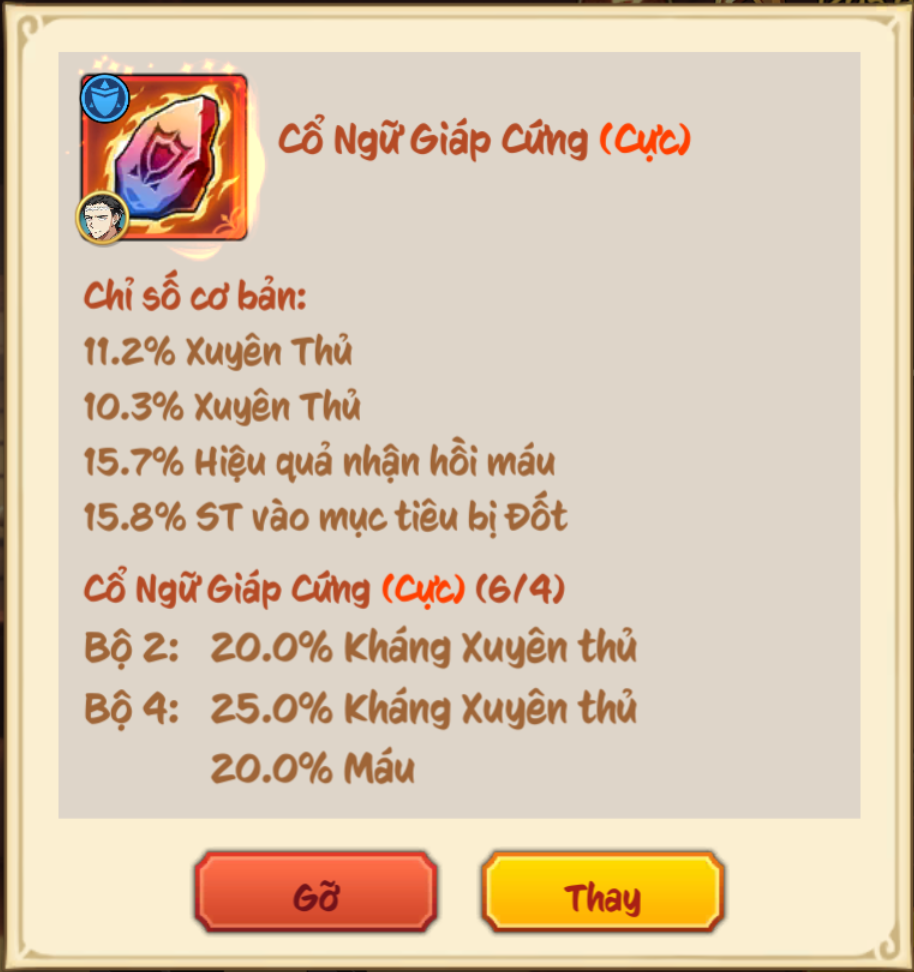 Cổ Ngữ Giáp Cứng (Cực)
Chỉ số cơ bản:
11.2% Xuyên Thủ
10.3% Xuyên Thủ
15.7% Hiệu quả nhận hồi máu
15.8% ST vào mục tiêu bị Đốt
Cổ Ngữ Giáp Cứng (Cực) (6/4)
Bộ 2: 20.0% Kháng Xuyên thủ
Bộ 4: 25.0% Kháng Xuyên thủ
20.0% Máu
Gỡ Thay